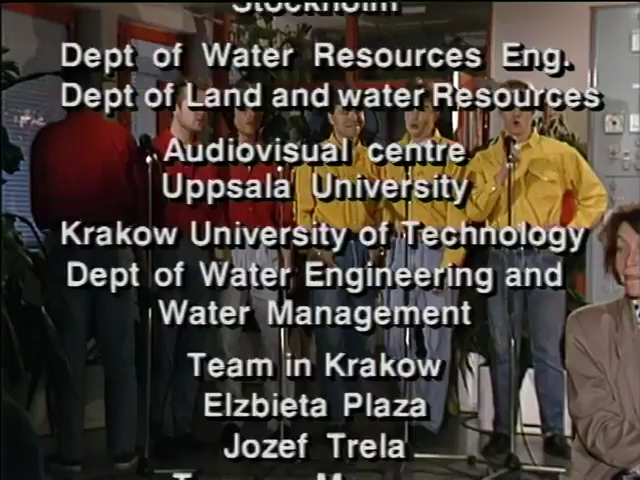 Stockholm
Dept of Water Resources Eng.
Dept of Land and water Resources
Audiovisual centre
Uppsala University
Krakow University of Technology
Dept of Water Engineering and
Water Management
Team in Krakow
Elzbieta Plaza
Jozef Trela